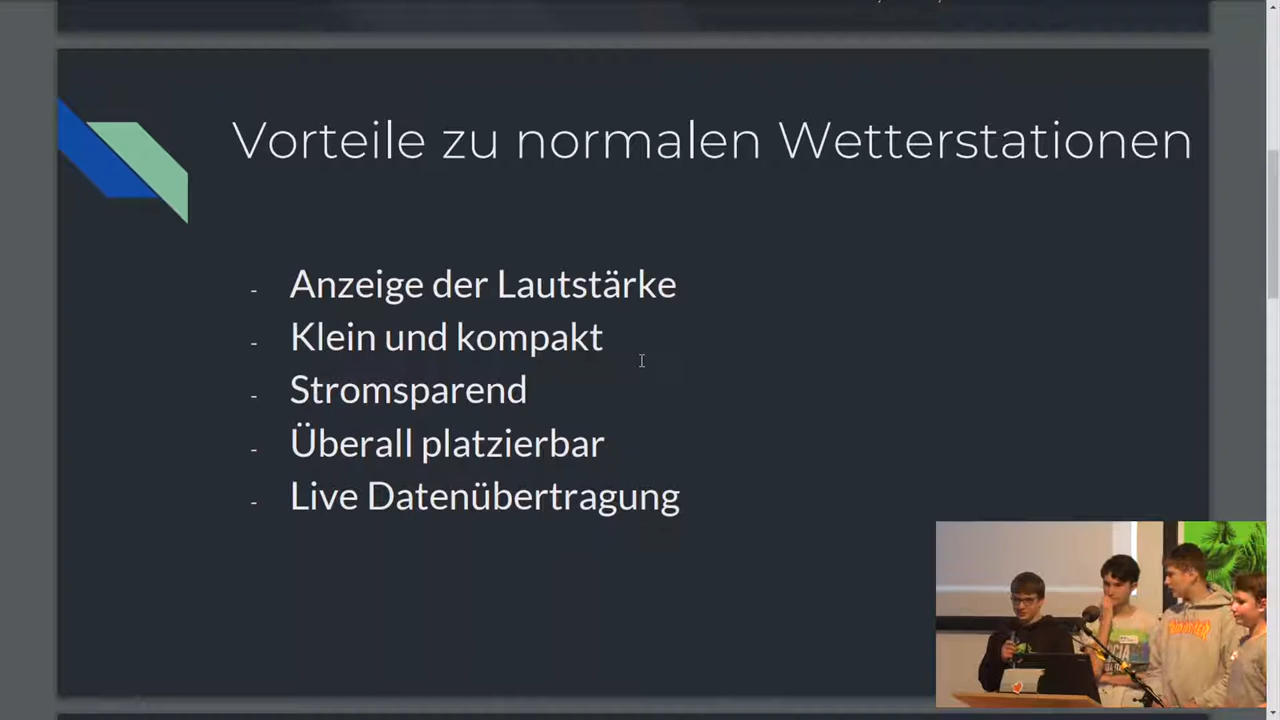 Vorteile zu normalen Wetterstationen
- Anzeige der Lautstärke
- Klein und kompakt
- Stromsparend
- Überall platzierbar
- Live Datenübertragung